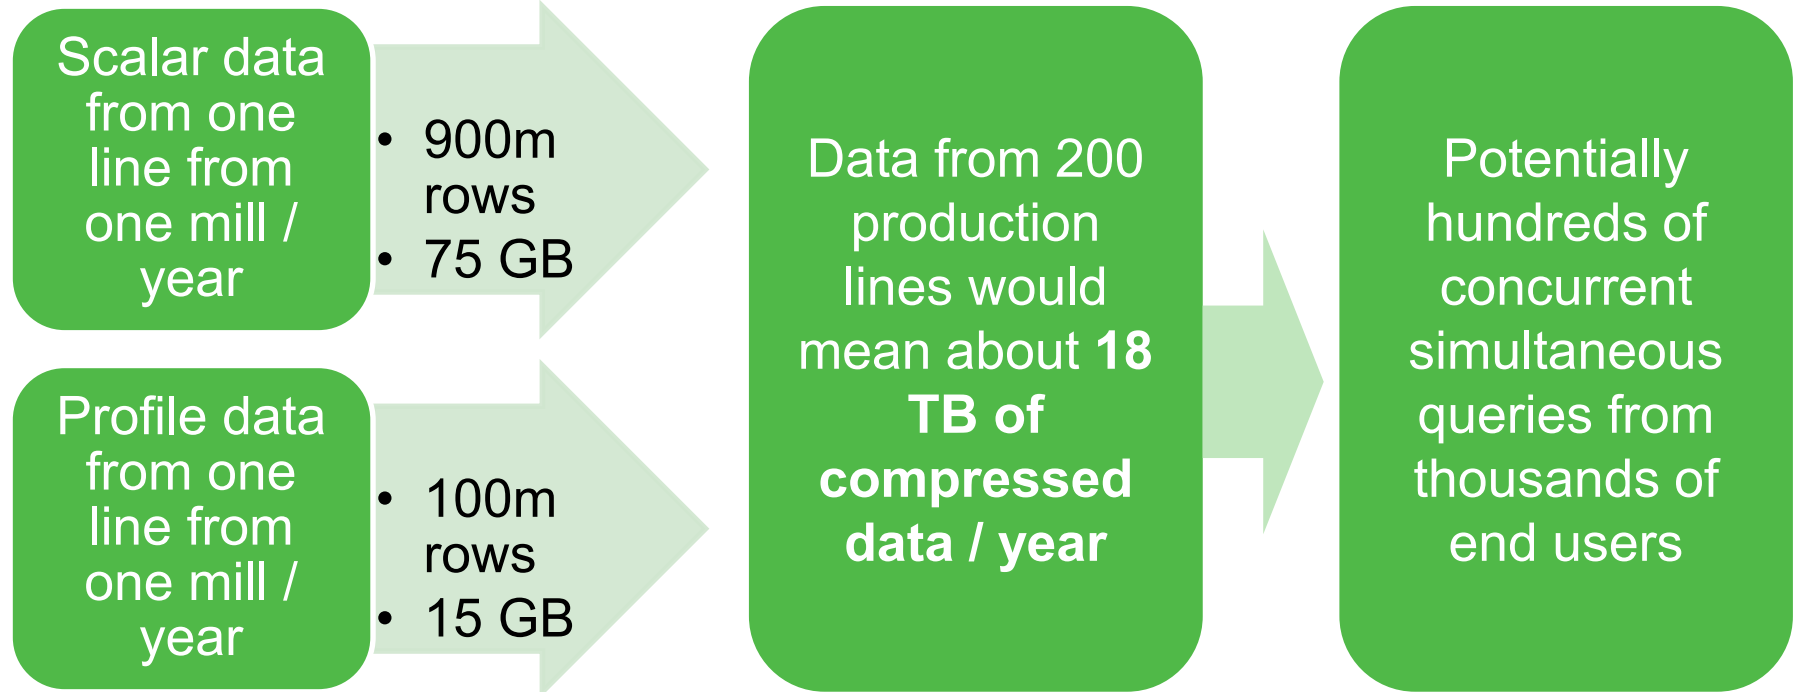 Scalar data
from one
line from
one mill /
year
• 900m
rows
• 75 GB
Profile data
from one
line from
one mill /
year
• 100m
rows
• 15 GB
Data from 200
production
lines would
mean about 18
TB of
compressed
data / year
Potentially
hundreds of
concurrent
simultaneous
queries from
thousands of
end users